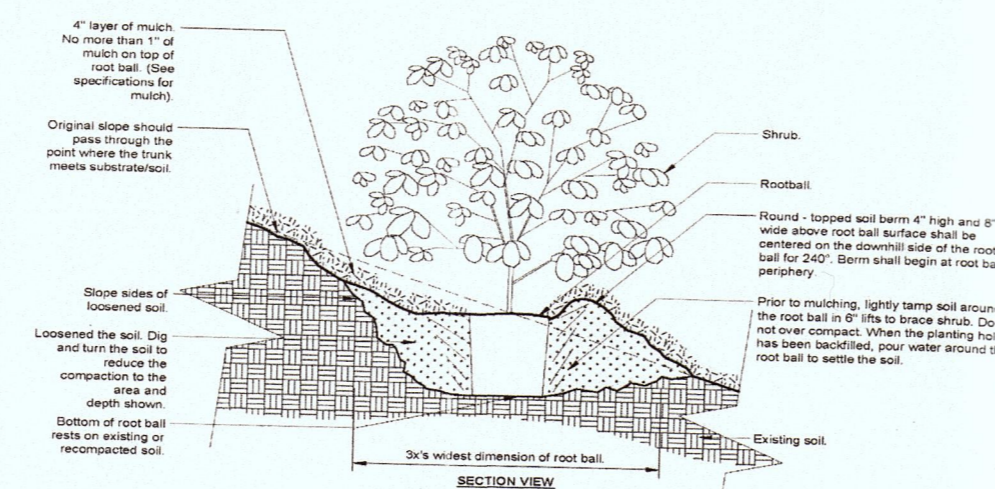 4" layer of mulch.
No more than 1" of
mulch on top of
root ball. (See
specifications for
mulch).
Original slope should
pass through the
point where the trunk
meets substrate/soil.
Slope sides of
loosened soil.
Loosened the soil. Dig
and turn the soil to
reduce the
compaction to the
area and
depth shown.
Bottom of root ball
rests on existing or
recompacted soil.
Shrub.
Rootball.
Round - topped soil berm 4" high and 8"
wide above root ball surface shall be
centered on the downhill side of the root
ball for 240°. Berm shall begin at root ba
periphery.
Prior to mulching, lightly tamp soil aroun
the root ball in 6" lifts to brace shrub. Do
not over compact. When the planting hol
has been backfilled, pour water around th
root ball to settle the soil.
Existing soil.
3x's widest dimension of root ball.
SECTION VIEW